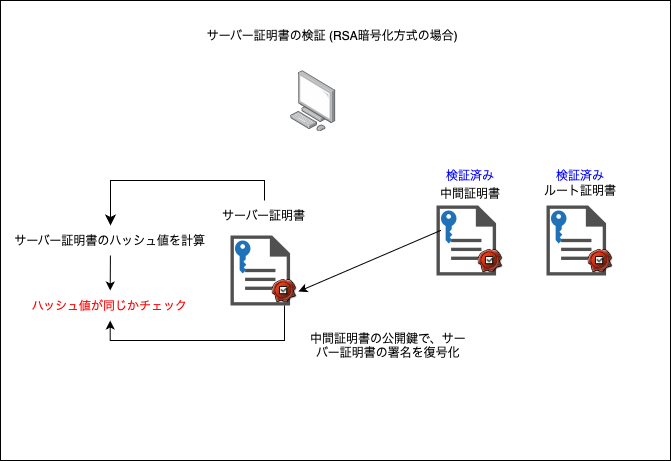 サーバー証明書の検証 (RSA暗号化方式の場合)
検証済み
中間証明書
検証済み
ルート証明書
サーバー証明書
サーバー証明書のハッシュ値を計算
ハッシュ値が同じかチェック
中間証明書の公開鍵で、サー
バー証明書の署名を復号化